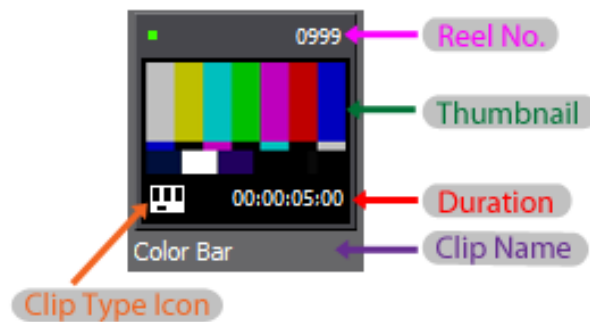 0999
Reel No.
Thumbnail
00:00:05:00
Duration
Color Bar
Clip Name
Clip Type Icon